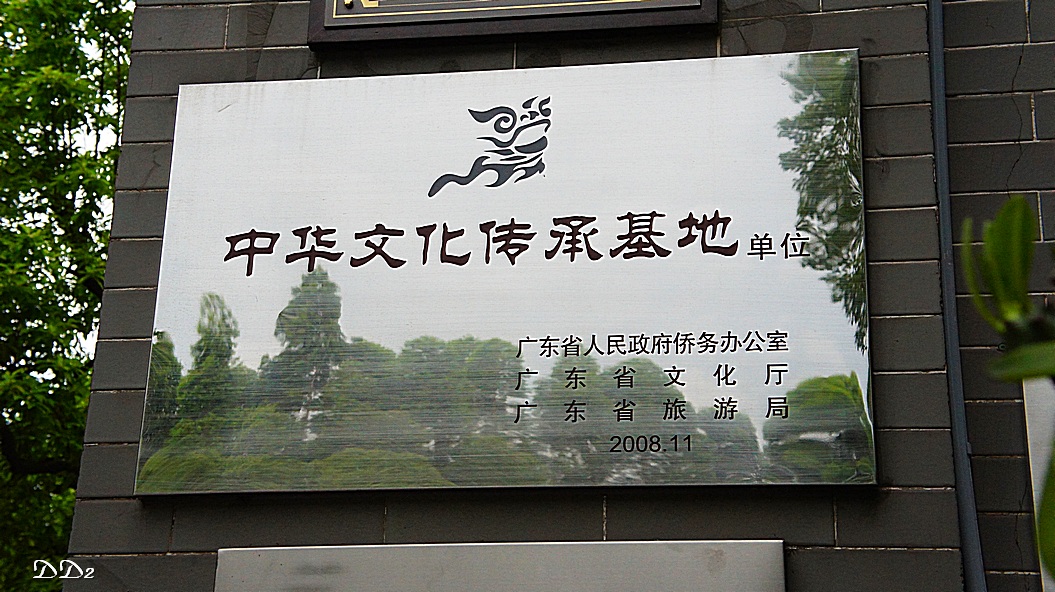 中华文化传承基地单位
广东省人民政府侨务办公室
广东省文化厅
广东省旅游局
2008.11
DD2